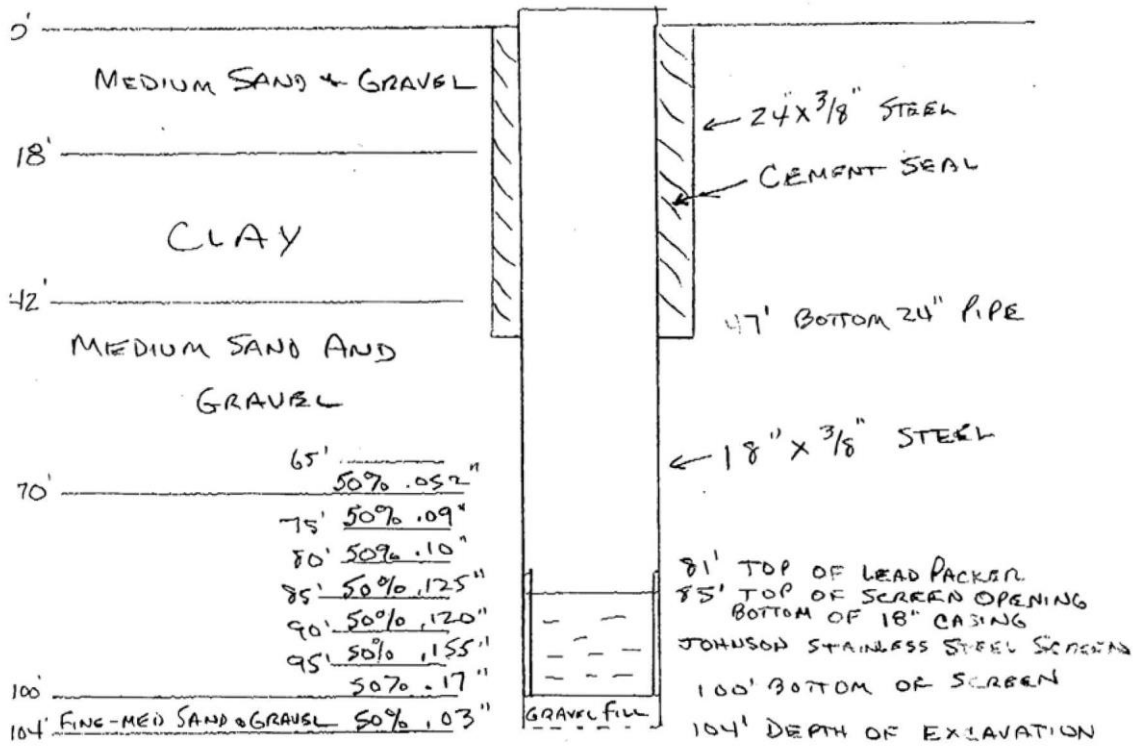 0'
MEDIUM SAND & GRAVEL
24" X 3/8" STEEL
18'
CEMENT SEAL
CLAY
42'
47' BOTTOM 24" PIPE
MEDIUM SAND AND
GRAVEL
18" X 3/8" STEEL
65'
50% .052"
70'
75' 50% .09"
80' 50% .10"
81' TOP OF LEAD PACKER
85' 50% .125"
85' TOP OF SCREEN OPENING
BOTTOM OF 18" CASING
90' 50% .120"
JOHNSON STAINLESS STEEL SCREEN
95' 50% .155"
50% .17"
100'
100' BOTTOM OF SCREEN
104' FINE-MED SAND & GRAVEL 50% .03"
GRAVEL FILL
104' DEPTH OF EXCAVATION